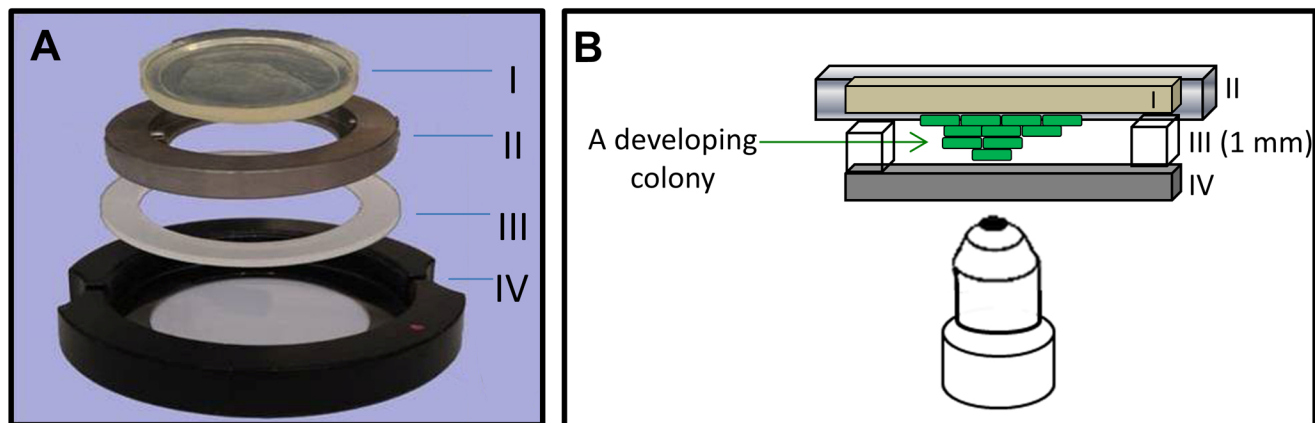 A
I
II
III
IV
B
I
II
A developing
colony
III (1 mm)
IV